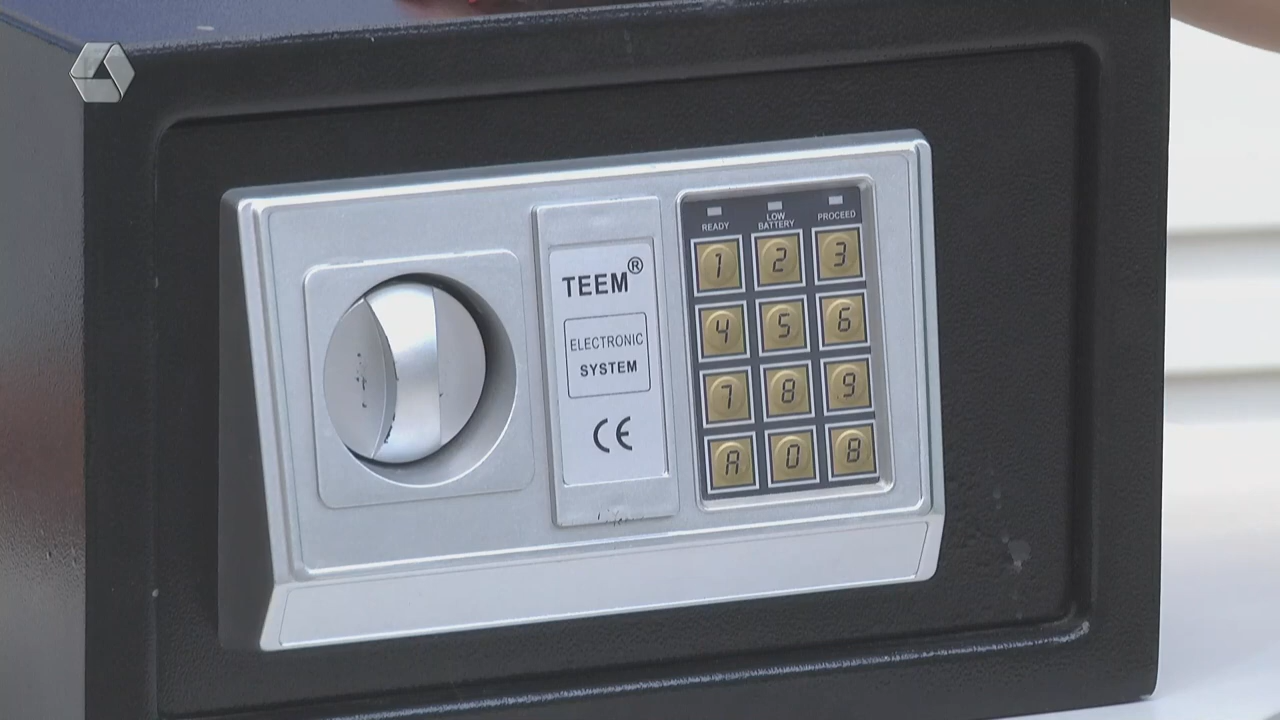 TEEM®
ELECTRONIC
SYSTEM
CE
READY
LOW
BATTERY
PROCEED
1 2 3
4 5 6
7 8 9
A 0 B